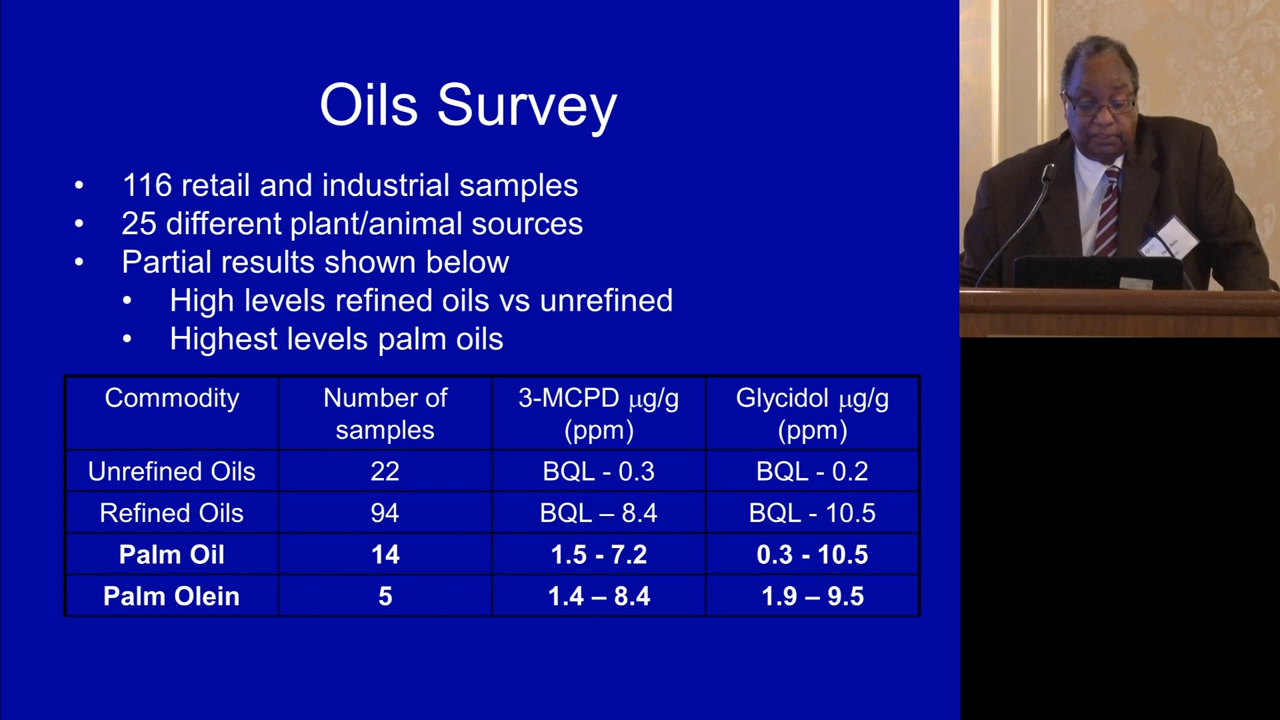 Oils Survey
• 116 retail and industrial samples
• 25 different plant/animal sources
• Partial results shown below
• High levels refined oils vs unrefined
• Highest levels palm oils
Commodity Number of samples 3-MCPD μg/g (ppm) Glycidol μg/g (ppm)
Unrefined Oils 22 BQL - 0.3 BQL - 0.2
Refined Oils 94 BQL – 8.4 BQL - 10.5
Palm Oil 14 1.5 - 7.2 0.3 - 10.5
Palm Olein 5 1.4 – 8.4 1.9 – 9.5